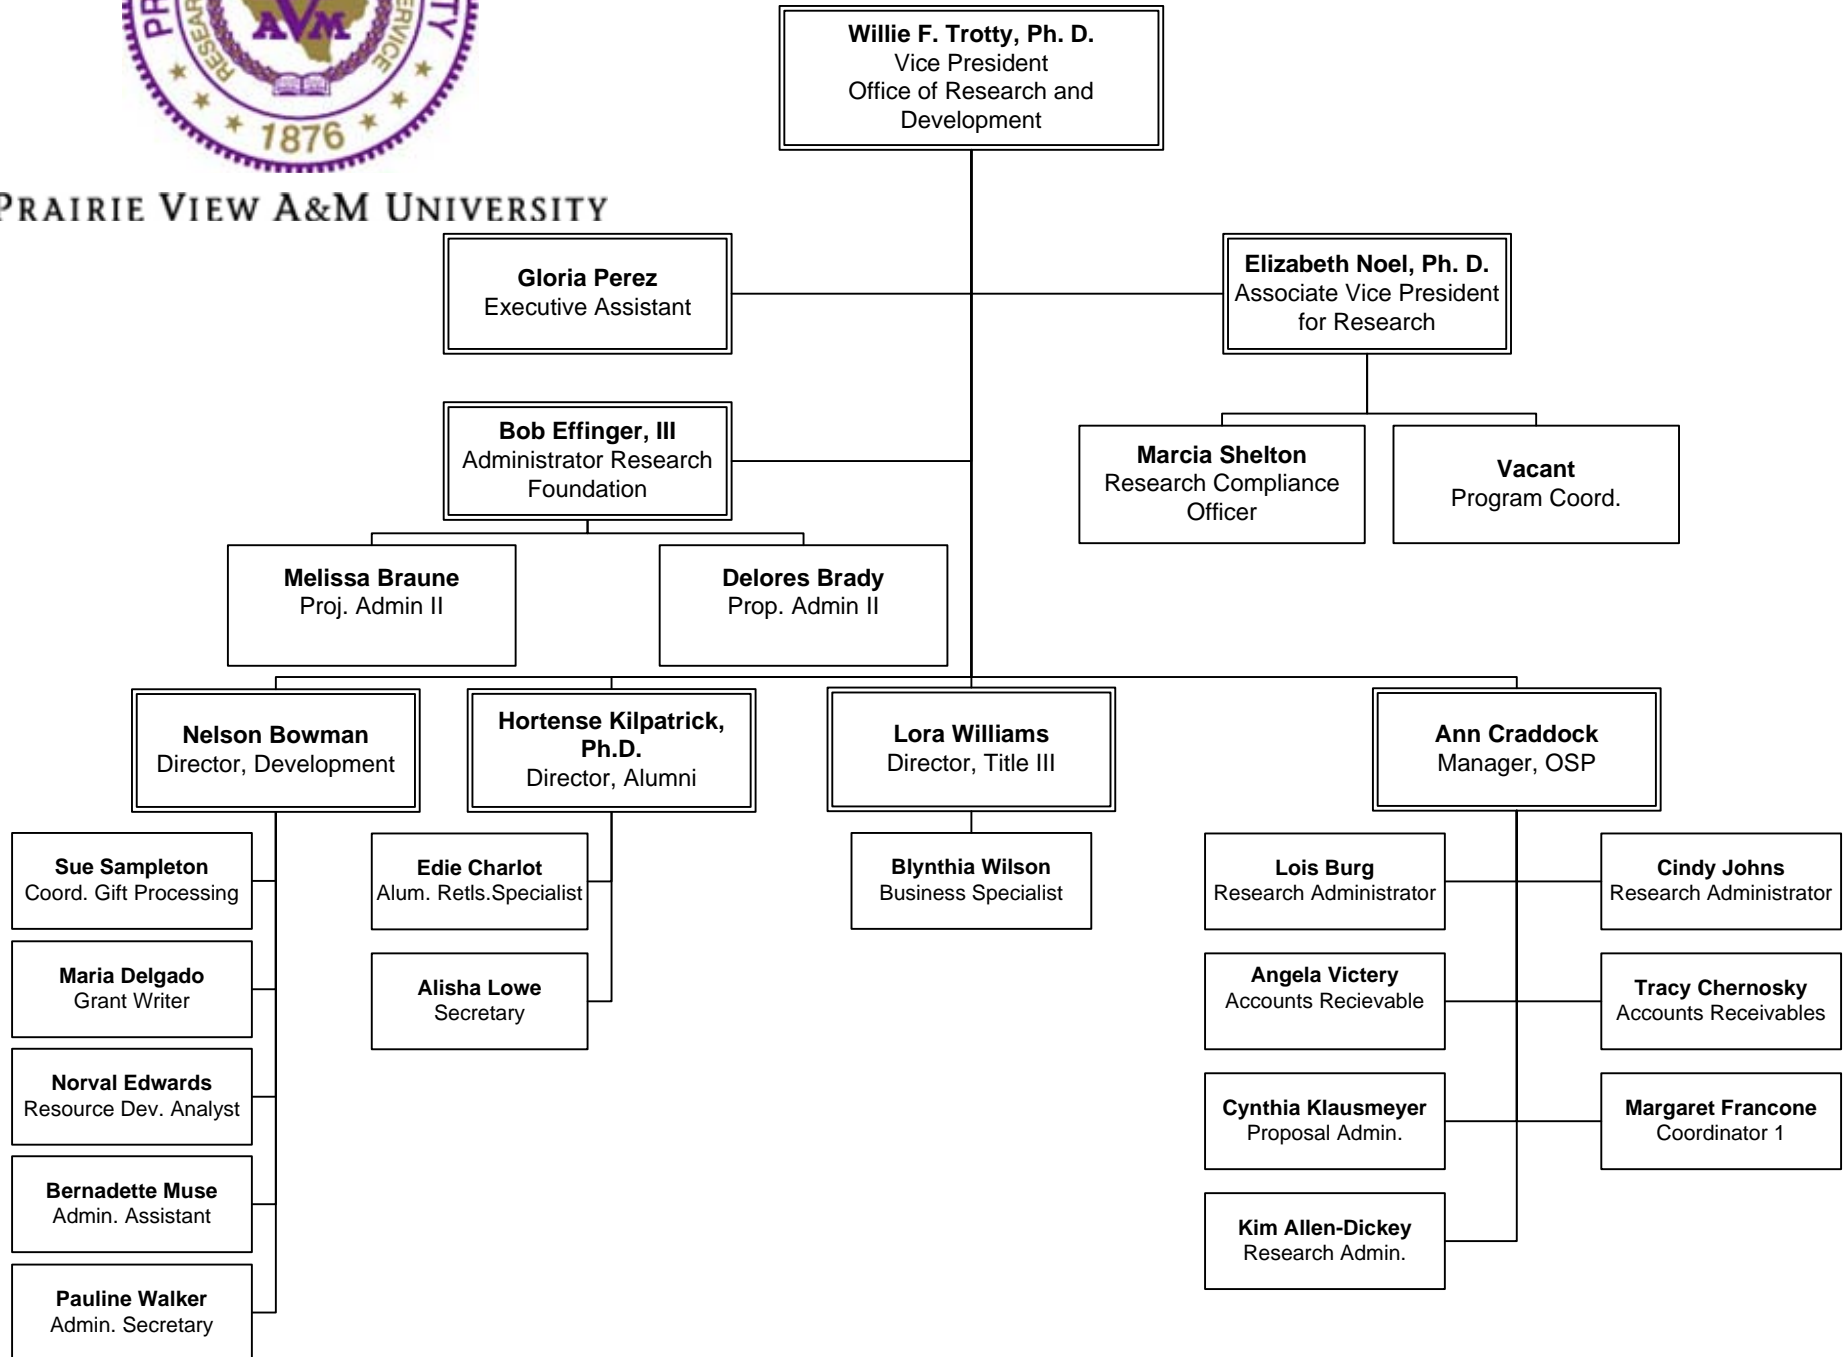 RESEAR
SERVICE
AVM
1876
PRAIRIE VIEW A&M UNIVERSITY
Willie F. Trotty, Ph. D.
Vice President
Office of Research and
Development
Gloria Perez
Executive Assistant
Elizabeth Noel, Ph. D.
Associate Vice President
for Research
Bob Effinger, III
Administrator Research
Foundation
Marcia Shelton
Research Compliance
Officer
Vacant
Program Coord.
Melissa Braune
Proj. Admin II
Delores Brady
Prop. Admin II
Nelson Bowman
Director, Development
Hortense Kilpatrick,
Ph.D.
Director, Alumni
Lora Williams
Director, Title III
Ann Craddock
Manager, OSP
Sue Sampleton
Coord. Gift Processing
Maria Delgado
Grant Writer
Norval Edwards
Resource Dev. Analyst
Bernadette Muse
Admin. Assistant
Pauline Walker
Admin. Secretary
Edie Charlot
Alum. Retls.Specialist
Alisha Lowe
Secretary
Blynthia Wilson
Business Specialist
Lois Burg
Research Administrator
Cindy Johns
Research Administrator
Angela Victery
Accounts Recievable
Tracy Chernosky
Accounts Receivables
Cynthia Klausmeyer
Proposal Admin.
Margaret Francone
Coordinator 1
Kim Allen-Dickey
Research Admin.